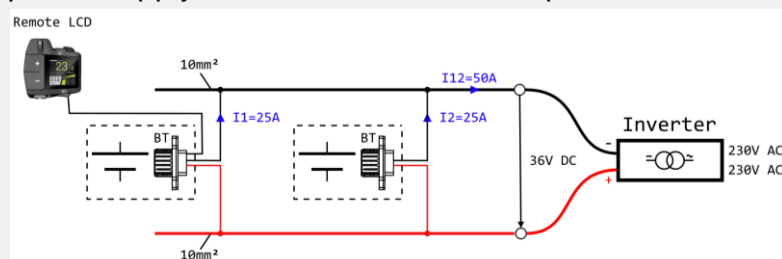 Remote LCD
10mm²
I12=50A
I1=25A
I2=25A
BT
BT
36V DC
Inverter
-
+
230V AC
230V AC
10mm²